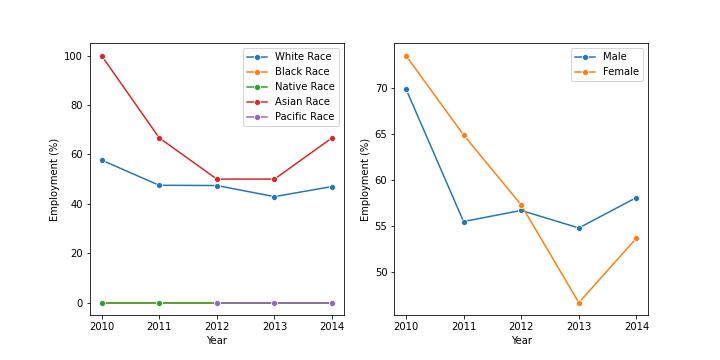 100
80
60
40
20
0
Employment (%)
2010 2011 2012 2013 2014
Year
White Race
Black Race
Native Race
Asian Race
Pacific Race
70
65
60
55
50
Employment (%)
2010 2011 2012 2013 2014
Year
Male
Female